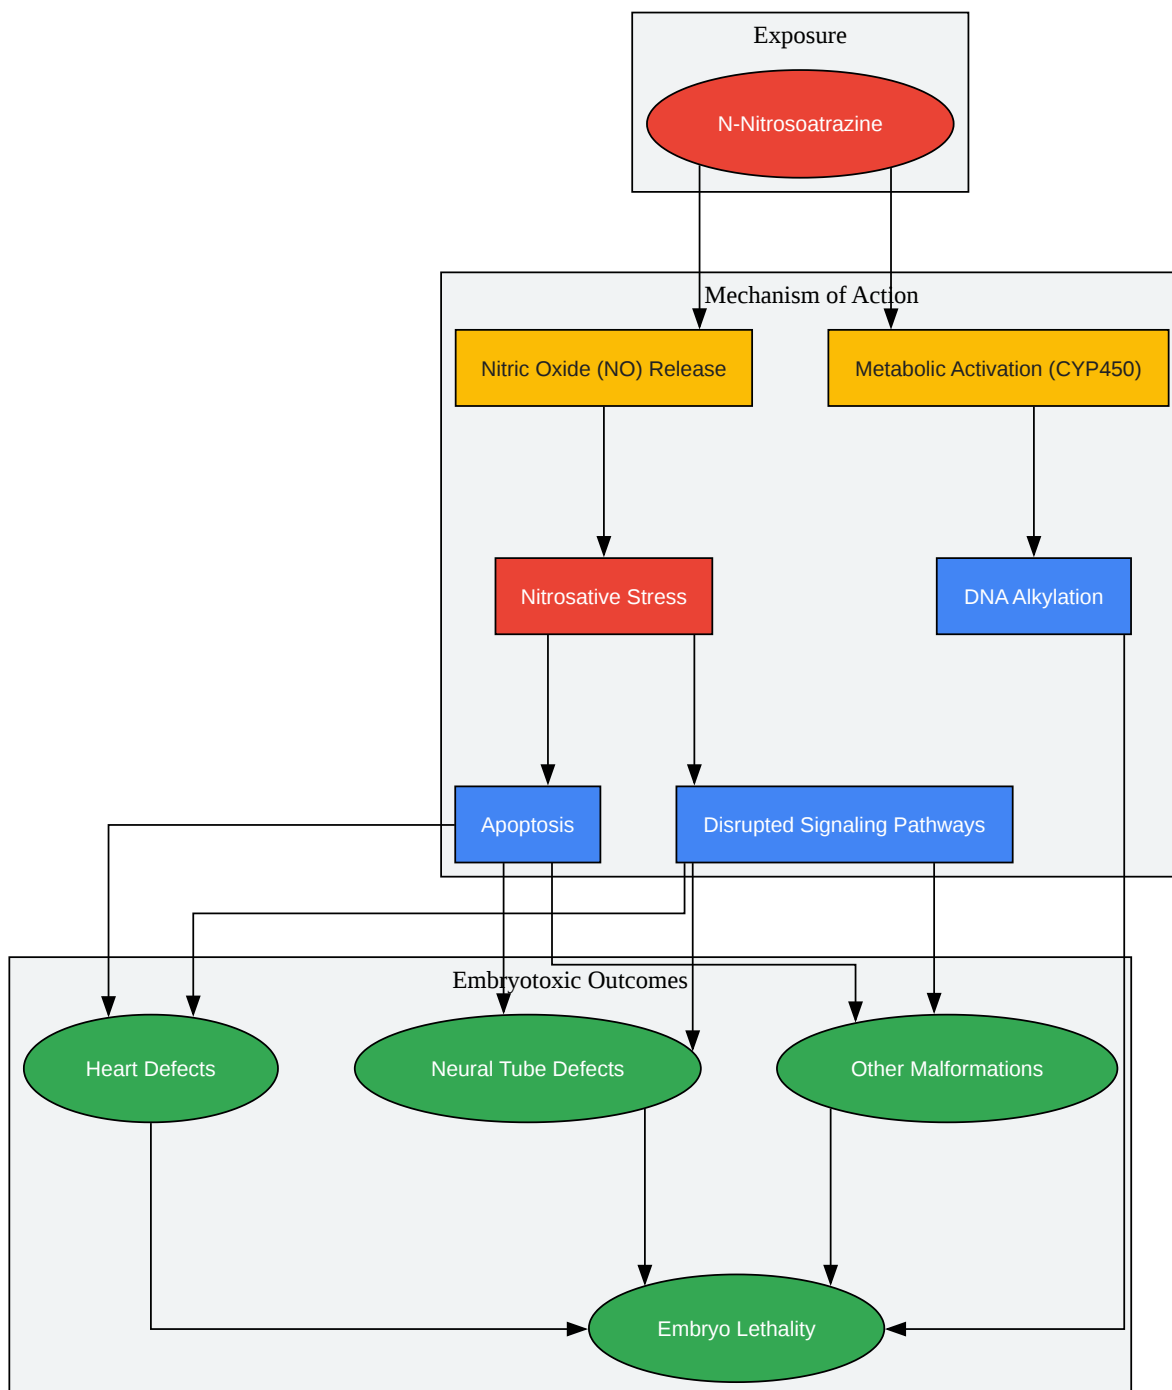 Exposure
N-Nitrosoatrazine
Mechanism of Action
Nitric Oxide (NO) Release
Metabolic Activation (CYP450)
Nitrosative Stress
DNA Alkylation
Apoptosis
Disrupted Signaling Pathways
Embryotoxic Outcomes
Heart Defects
Neural Tube Defects
Other Malformations
Embryo Lethality